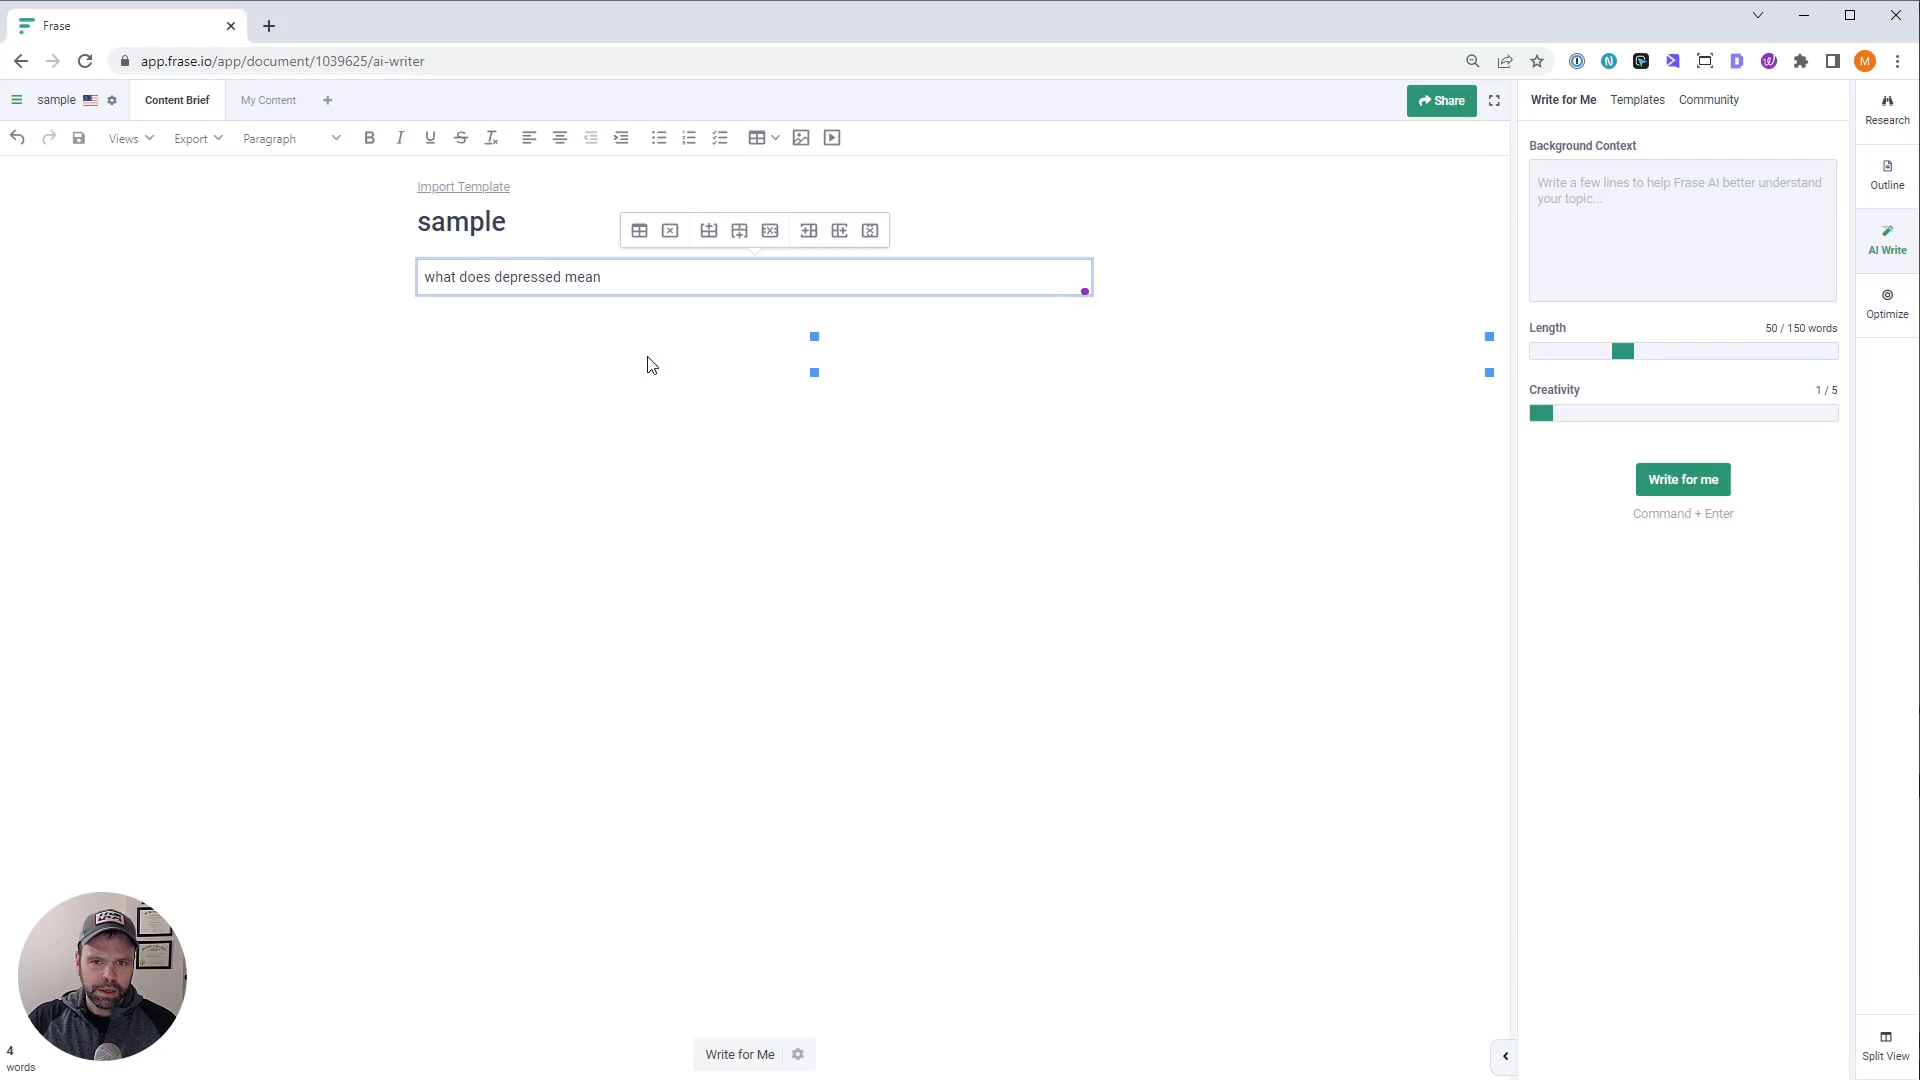 Frase
app.frase.io/app/document/1039625/ai-writer
M
sample
Content Brief
My Content
Share
Write for Me
Templates
Community
Research
Views
Export
Paragraph
Import Template
sample
what does depressed mean
Background Context
Write a few lines to help Frase AI better understand
your topic...
Length
50 / 150 words
Creativity
1 / 5
Write for me
Command + Enter
Outline
AI Write
Optimize
Split View
4
words
Write for Me